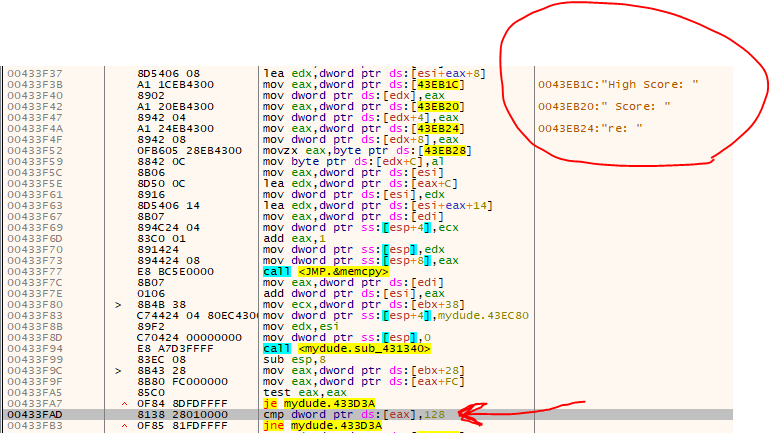 00433F37 8D5406 08 lea edx,dword ptr ds:[esi+eax+8]
00433F3B A1 1CEB4300 mov eax,dword ptr ds:[43EB1C] 0043EB1C:"High Score: "
00433F40 8902 mov dword ptr ds:[edx],eax
00433F42 A1 20EB4300 mov eax,dword ptr ds:[43EB20] 0043EB20:" Score: "
00433F47 8942 04 mov dword ptr ds:[edx+4],eax
00433F4A A1 24EB4300 mov eax,dword ptr ds:[43EB24] 0043EB24:"re: "
00433F4F 8942 08 mov dword ptr ds:[edx+8],eax
00433F52 0FB605 28EB4300 movzx eax,byte ptr ds:[43EB28]
00433F59 8842 0C mov byte ptr ds:[edx+C],al
00433F5C 8B06 mov eax,dword ptr ds:[esi]
00433F5E 8D50 0C lea edx,dword ptr ds:[eax+C]
00433F61 8916 mov dword ptr ds:[esi],edx
00433F63 8D5406 14 lea edx,dword ptr ds:[esi+eax+14]
00433F67 8B07 mov eax,dword ptr ds:[edi]
00433F69 894C24 04 mov dword ptr ss:[esp+4],ecx
00433F6D 83C0 01 add eax,1
00433F70 891424 mov dword ptr ss:[esp],edx
00433F73 894424 08 mov dword ptr ss:[esp+8],eax
00433F77 E8 BC5E0000 call <JMP.&memcpy>
00433F7C 8B07 mov eax,dword ptr ds:[edi]
00433F7E 0106 add dword ptr ds:[esi],eax
00433F80 > 8B4B 38 mov ecx,dword ptr ds:[ebx+38]
00433F83 C74424 04 80EC4300 mov dword ptr ss:[esp+4],mydude.43EC80
00433F8B 89F2 mov edx,esi
00433F8D C70424 00000000 mov dword ptr ss:[esp],0
00433F94 E8 A7D3FFFF call <mydude.sub_431340>
00433F99 83EC 08 sub esp,8
00433F9C > 8B43 28 mov eax,dword ptr ds:[ebx+28]
00433F9F 8B80 FC000000 mov eax,dword ptr ds:[eax+FC]
00433FA5 85C0 test eax,eax
00433FA7 ^ 0F84 8DFDFFFF je mydude.433D3A
00433FAD 8138 28010000 cmp dword ptr ds:[eax],128
00433FB3 ^ 0F85 81FDFFFF jne mydude.433D3A